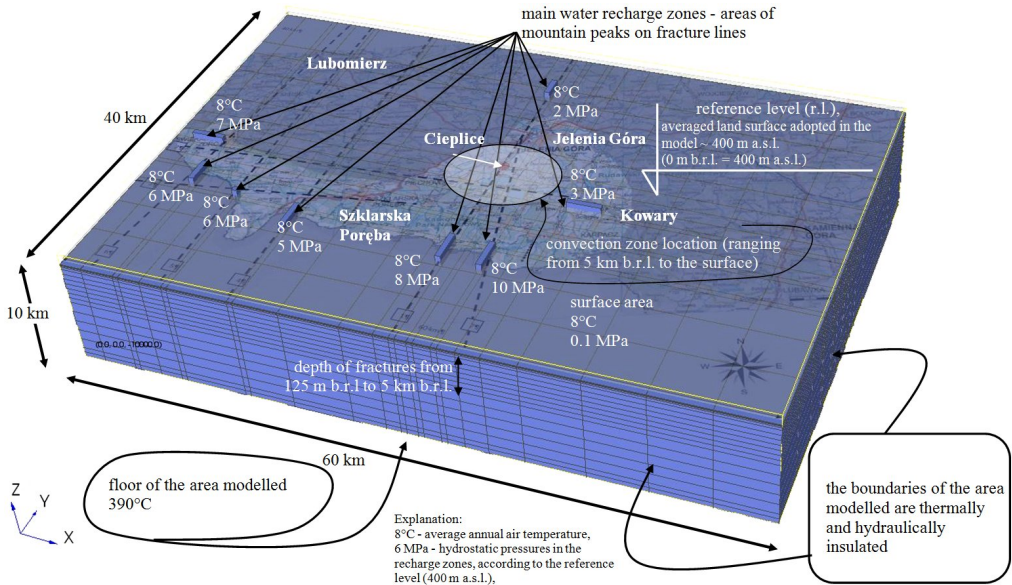 main water recharge zones - areas of
mountain peaks on fracture lines
Lubomierz
40 km
8°C
7 MPa
8°C
2 MPa
reference level (r.l.),
averaged land surface adopted in the
model ~ 400 m a.s.l.
(0 m b.r.l. = 400 m a.s.l.)
Cieplice
Jelenia Góra
8°C
6 MPa
8°C
6 MPa
8°C
3 MPa
Szklarska
Poręba
8°C
5 MPa
Kowary
convection zone location (ranging
from 5 km b.r.l. to the surface)
8°C
8 MPa
8°C
10 MPa
surface area
8°C
0.1 MPa
10 km
(0.0, 0.0, -10000.0)
depth of fractures from
125 m b.r.l to 5 km b.r.l.
N
W
E
S
60 km
floor of the area modelled
390°C
the boundaries of the area
modelled are thermally
and hydraulically
insulated
Z
Y
X
Explanation:
8°C - average annual air temperature,
6 MPa - hydrostatic pressures in the
recharge zones, according to the reference
level (400 m a.s.l.),